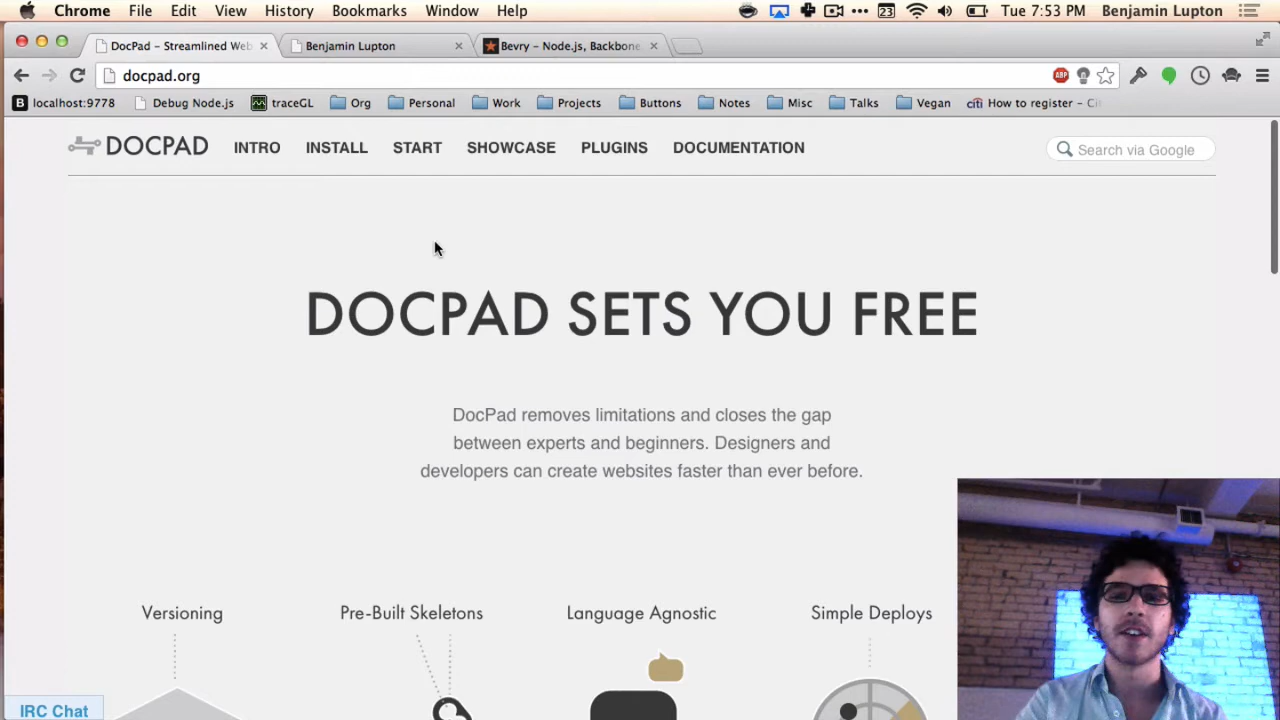 Chrome File Edit View History Bookmarks Window Help 23 Tue 7:53 PM Benjamin Lupton
DocPad – Streamlined Web Benjamin Lupton Bevry – Node.js, Backbone
docpad.org ABP
B localhost:9778 Debug Node.js traceGL Org Personal Work Projects Buttons Notes Misc Talks Vegan citi How to register – Ci
DOCPAD INTRO INSTALL START SHOWCASE PLUGINS DOCUMENTATION Search via Google
DOCPAD SETS YOU FREE
DocPad removes limitations and closes the gap
between experts and beginners. Designers and
developers can create websites faster than ever before.
Versioning Pre-Built Skeletons Language Agnostic Simple Deploys
IRC Chat